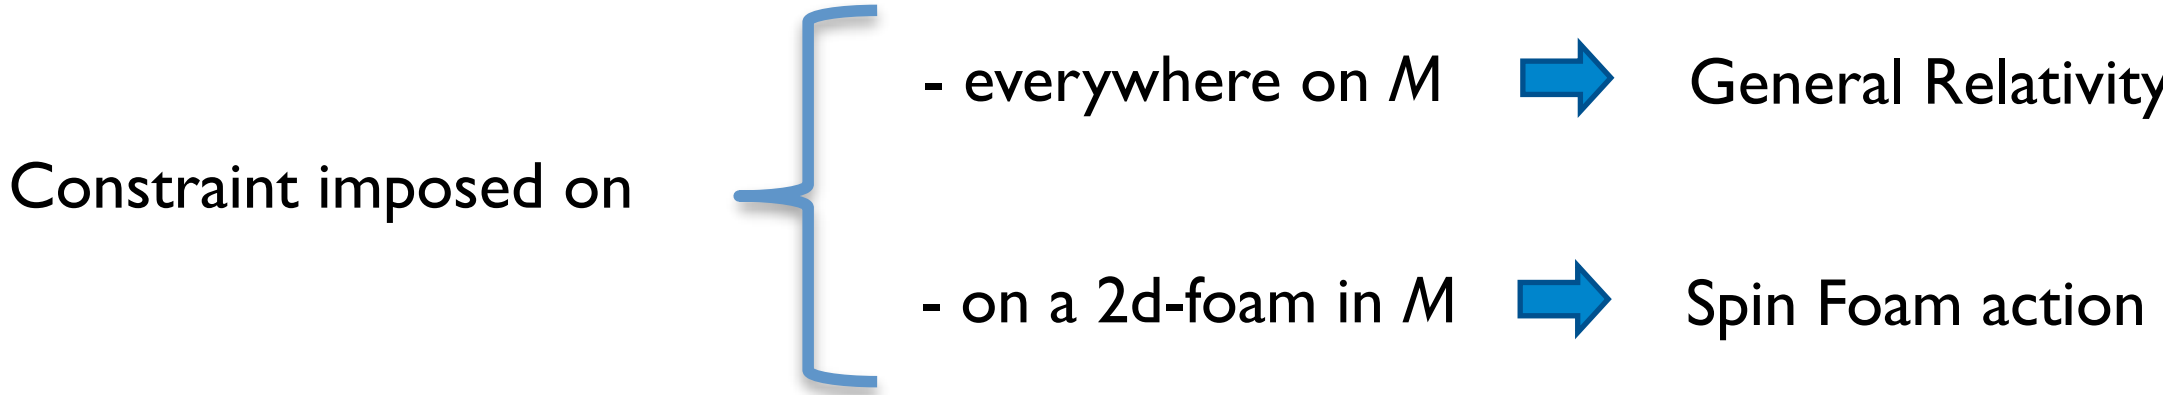 - everywhere on M
General Relativity
Constraint imposed on
- on a 2d-foam in M
Spin Foam action